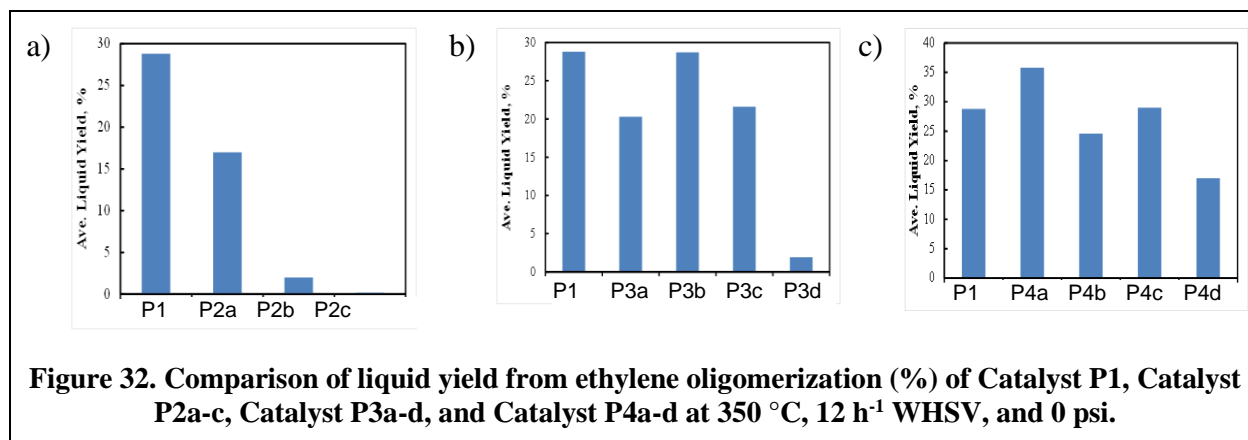 a)
Ave. Liquid Yield, %
30
25
20
15
10
5
0
P1 P2a P2b P2c
b)
Ave. Liquid Yield, %
30
25
20
15
10
5
0
P1 P3a P3b P3c P3d
c)
Ave. Liquid Yield, %
40
35
30
25
20
15
10
5
0
P1 P4a P4b P4c P4d
Figure 32. Comparison of liquid yield from ethylene oligomerization (%) of Catalyst P1, Catalyst
P2a-c, Catalyst P3a-d, and Catalyst P4a-d at 350 °C, 12 h⁻¹ WHSV, and 0 psi.